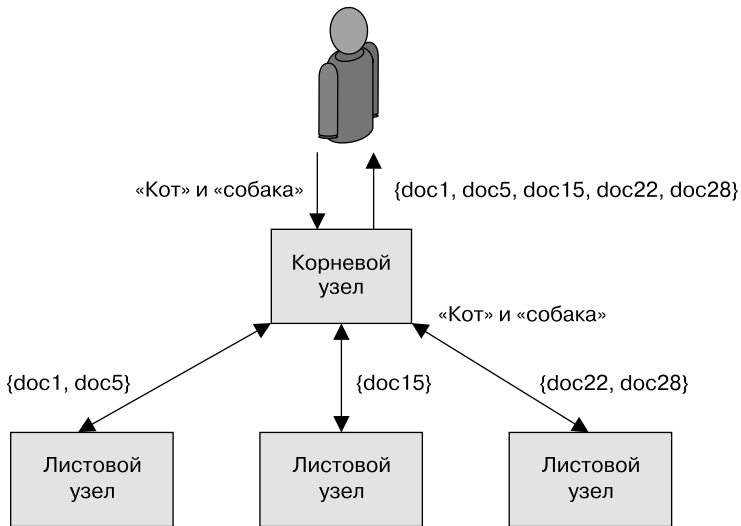 «Кот» и «собака»
{doc1, doc5, doc15, doc22, doc28}
Корневой
узел
«Кот» и «собака»
{doc1, doc5}
{doc15}
{doc22, doc28}
Листовой
узел
Листовой
узел
Листовой
узел